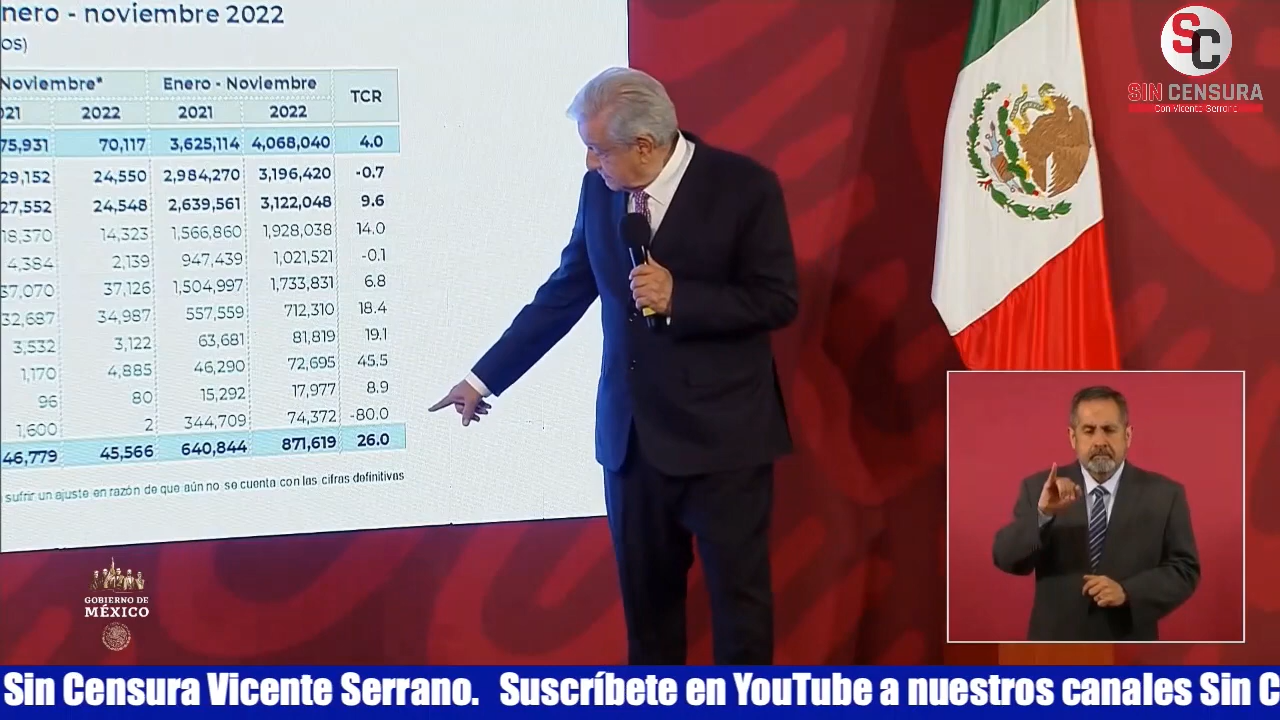 nero - noviembre 2022
os)
Noviembre* Enero - Noviembre TCR
021 2022 2021 2022
75,931 70,117 3,625,114 4,068,040 4.0
29,152 24,550 2,984,270 3,196,420 -0.7
27,552 24,548 2,639,561 3,122,048 9.6
18,370 14,323 1,566,860 1,928,038 14.0
4,384 2,139 947,439 1,021,521 -0.1
37,070 37,126 1,504,997 1,733,831 6.8
32,687 34,987 557,559 712,310 18.4
3,532 3,122 63,681 81,819 19.1
1,170 4,885 46,290 72,695 45.5
96 80 15,292 17,977 8.9
1,600 2 344,709 74,372 -80.0
46,779 45,566 640,844 871,619 26.0
sufrir un ajuste en razón de que aún no se cuenta con las cifras definitivas
SC
SIN CENSURA
Con Vicente Serrano
GOBIERNO DE
MÉXICO
Sin Censura Vicente Serrano. Suscríbete en YouTube a nuestros canales Sin C